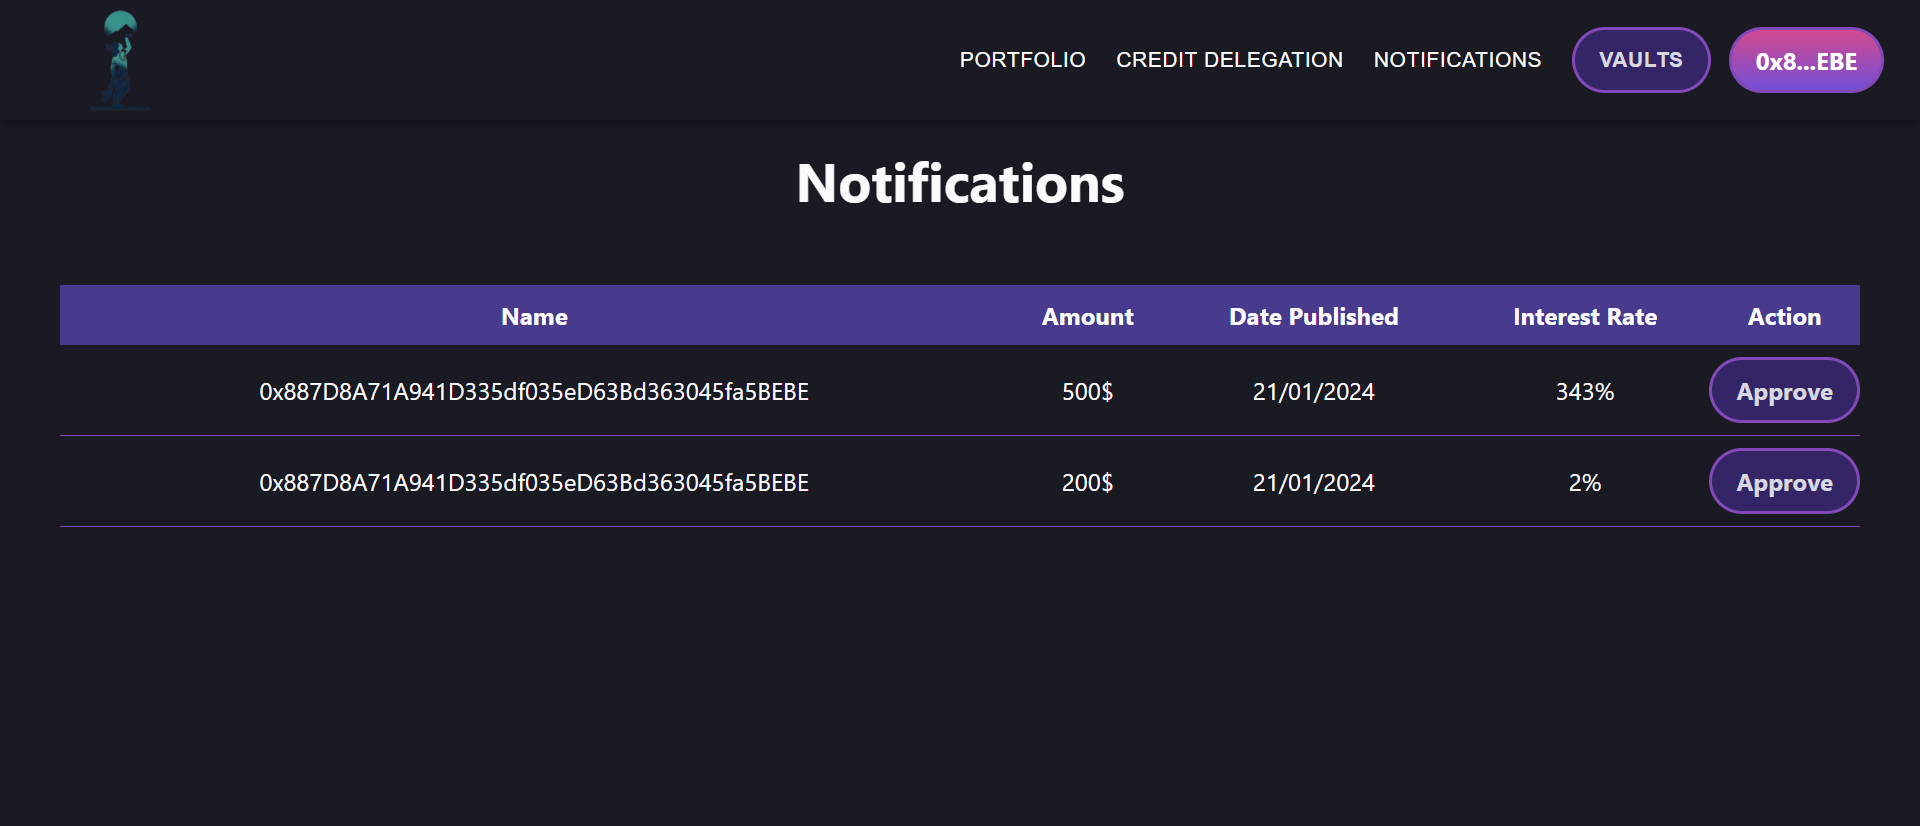 PORTFOLIO CREDIT DELEGATION NOTIFICATIONS VAULTS 0x8...EBE
Notifications
Name Amount Date Published Interest Rate Action
0x887D8A71A941D335df035eD63Bd363045fa5BEBE 500$ 21/01/2024 343% Approve
0x887D8A71A941D335df035eD63Bd363045fa5BEBE 200$ 21/01/2024 2% Approve